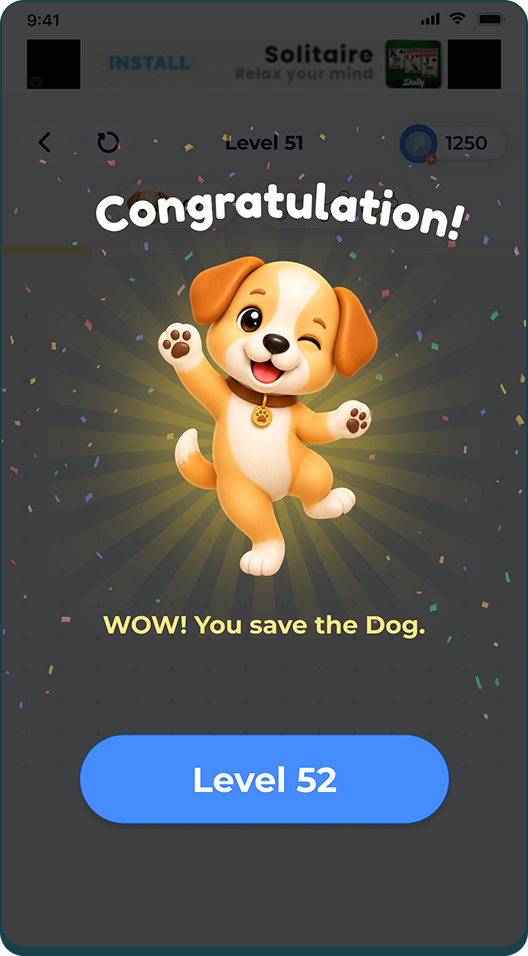 9:41
INSTALL
Solitaire
Relax your mind
Daily
Level 51
1250
Congratulation!
WOW! You save the Dog.
Level 52